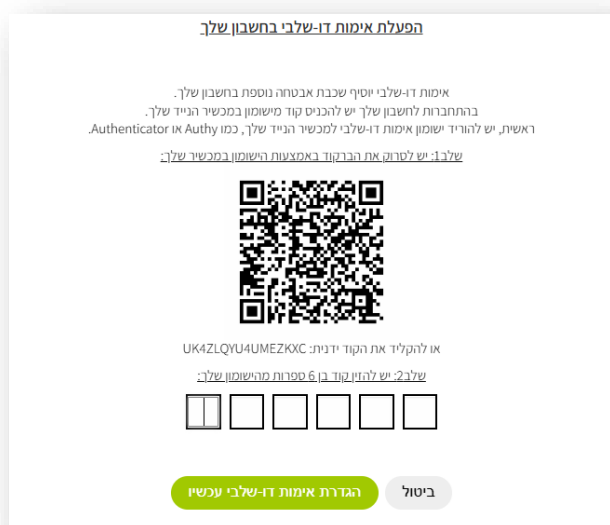 הפעלת אימות דו-שלבי בחשבון שלך
אימות דו-שלבי יוסיף שכבת אבטחה נוספת בחשבון שלך.
בהתחברות לחשבון שלך יש להכניס קוד מישומון במכשיר הנייד שלך.
ראשית, יש להוריד ישומון אימות דו-שלבי למכשיר הנייד שלך, כמו Authy או Authenticator.
שלב1: יש לסרוק את הברקוד באמצעות הישומון במכשיר שלך:
או להקליד את הקוד ידנית: UK4ZLQYU4UMEZKXC
שלב2: יש להזין קוד בן 6 ספרות מהישומון שלך:
ביטול
הגדרת אימות דו-שלבי עכשיו